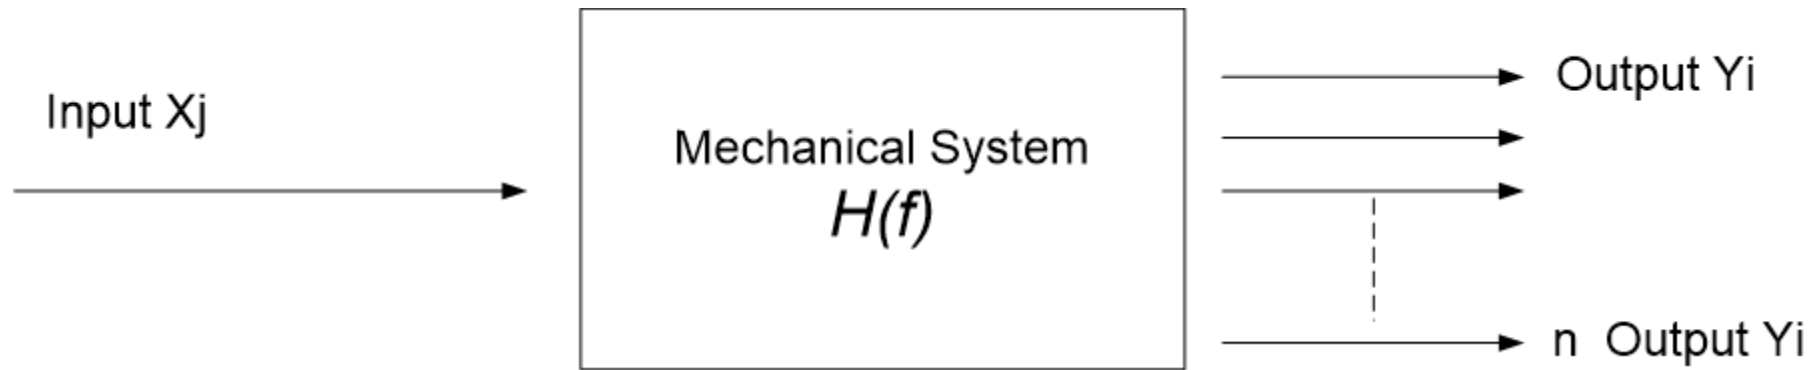 Input Xj
Mechanical System
H(f)
Output Yi
n Output Yi